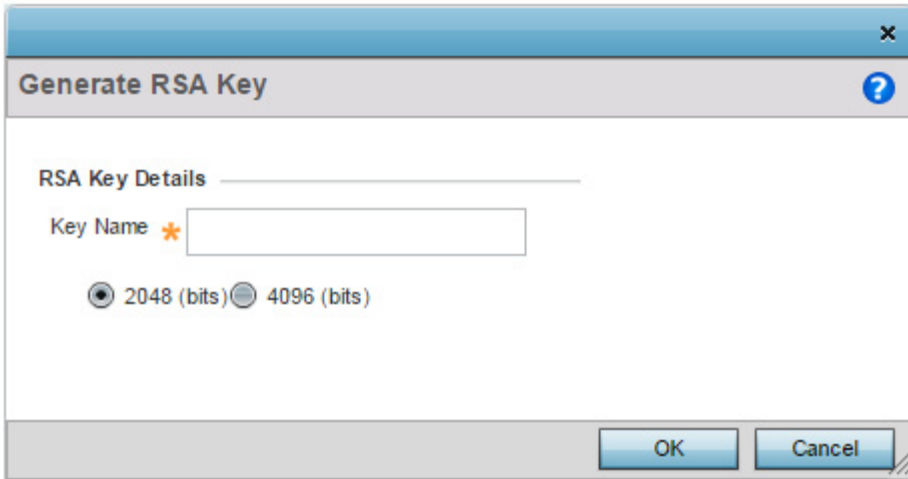 Generate RSA Key
?
RSA Key Details
Key Name *
2048 (bits) 4096 (bits)
OK Cancel